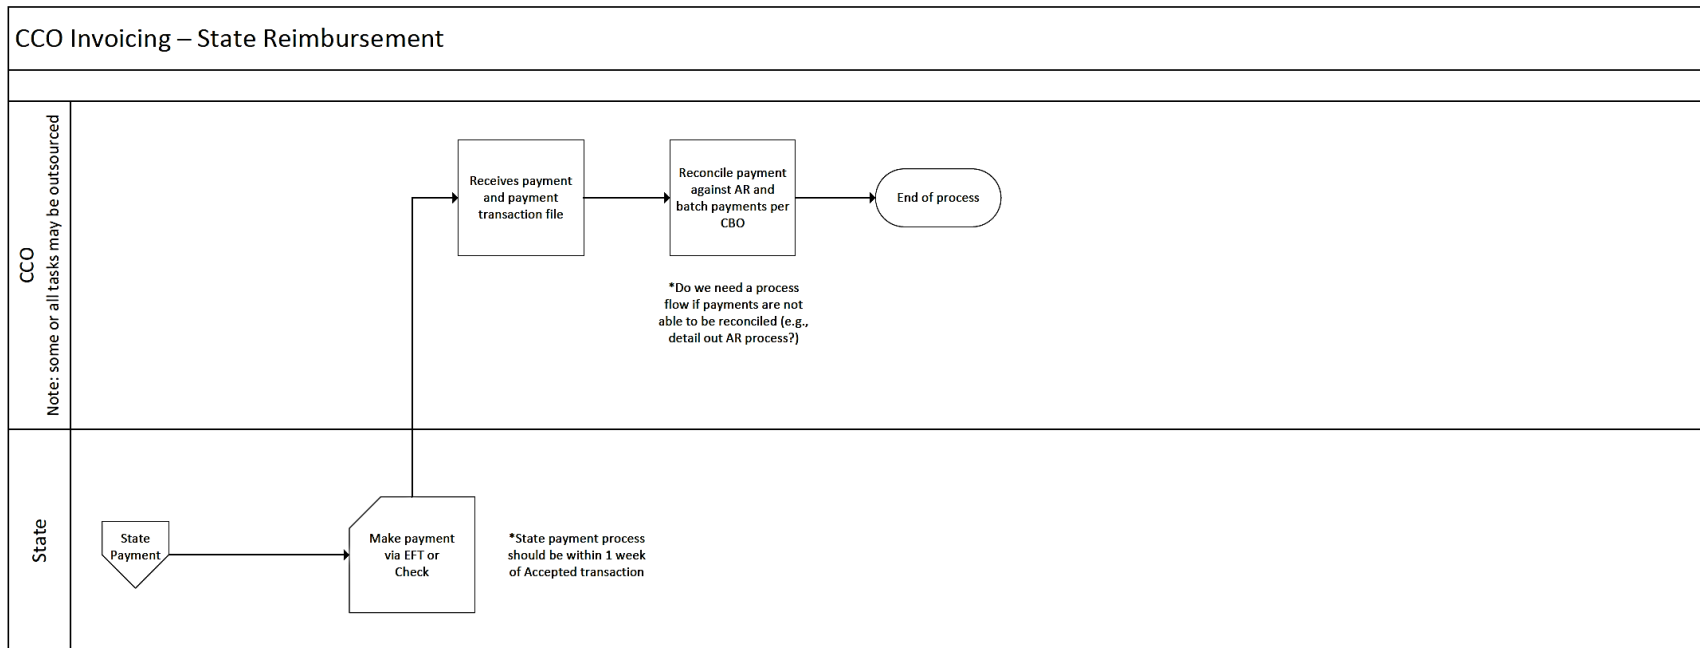 CCO Invoicing – State Reimbursement
CCO
Note: some or all tasks may be outsourced
Receives payment
and payment
transaction file
Reconcile payment
against AR and
batch payments per
CBO
End of process
*Do we need a process
flow if payments are not
able to be reconciled (e.g.,
detail out AR process?)
State
State
Payment
Make payment
via EFT or
Check
*State payment process
should be within 1 week
of Accepted transaction